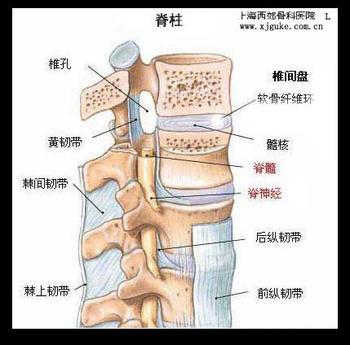 脊柱
上海西郊骨科医院 L
www.xjguke.com.cn
椎孔
椎间盘
软骨纤维环
黄韧带
髓核
脊髓
棘间韧带
脊神经
后纵韧带
棘上韧带
前纵韧带